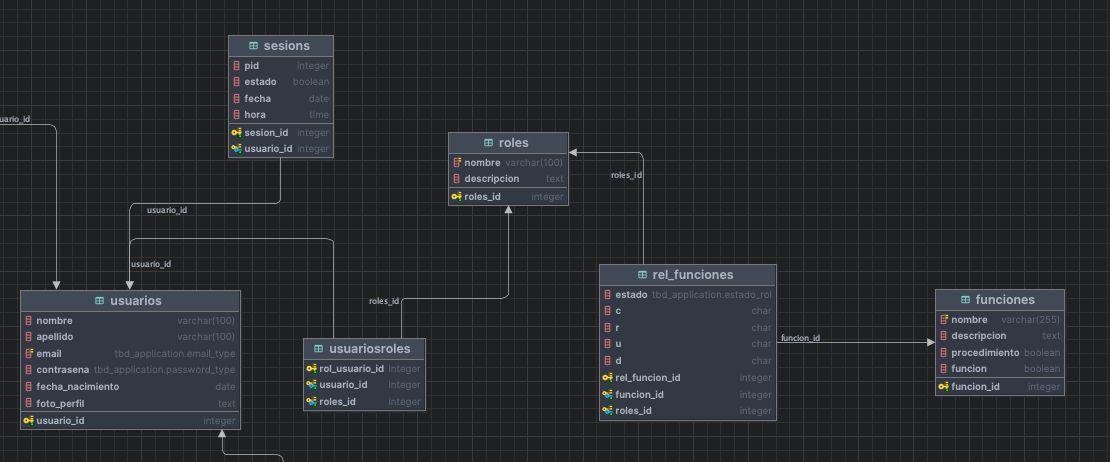 sesions
pid integer
estado boolean
fecha date
hora time
sesion_id integer
usuario_id integer
uario_id
roles
nombre varchar(100)
descripcion text
roles_id integer
roles_id
usuario_id
usuario_id
roles_id
usuarios
nombre varchar(100)
apellido varchar(100)
email tbd_application.email_type
contrasena tbd_application.password_type
fecha_nacimiento date
foto_perfil text
usuario_id integer
usuariosroles
rol_usuario_id integer
usuario_id integer
roles_id integer
rel_funciones
estado tbd_application.estado_rol
c char
r char
u char
d char
rel_funcion_id integer
funcion_id integer
roles_id integer
funcion_id
funciones
nombre varchar(255)
descripcion text
procedimiento boolean
funcion boolean
funcion_id integer